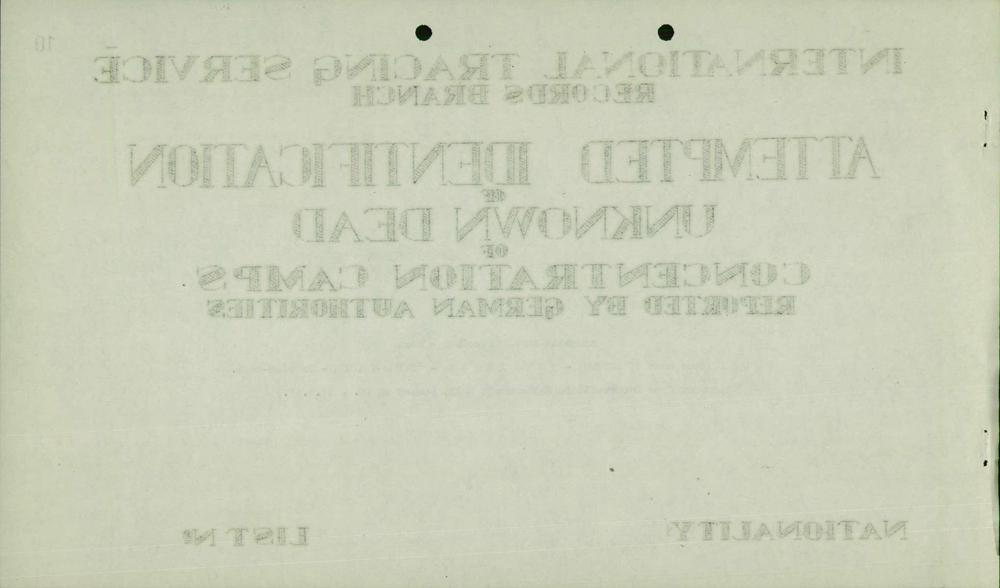 10
INTERNATIONAL TRACING SERVICE
RECORDS BRANCH
ATTEMPTED IDENTIFICATION
OF
UNKNOWN DEAD
OF
CONCENTRATION CAMPS
REPORTED BY GERMAN AUTHORITIES
NATIONALITY LIST Nº